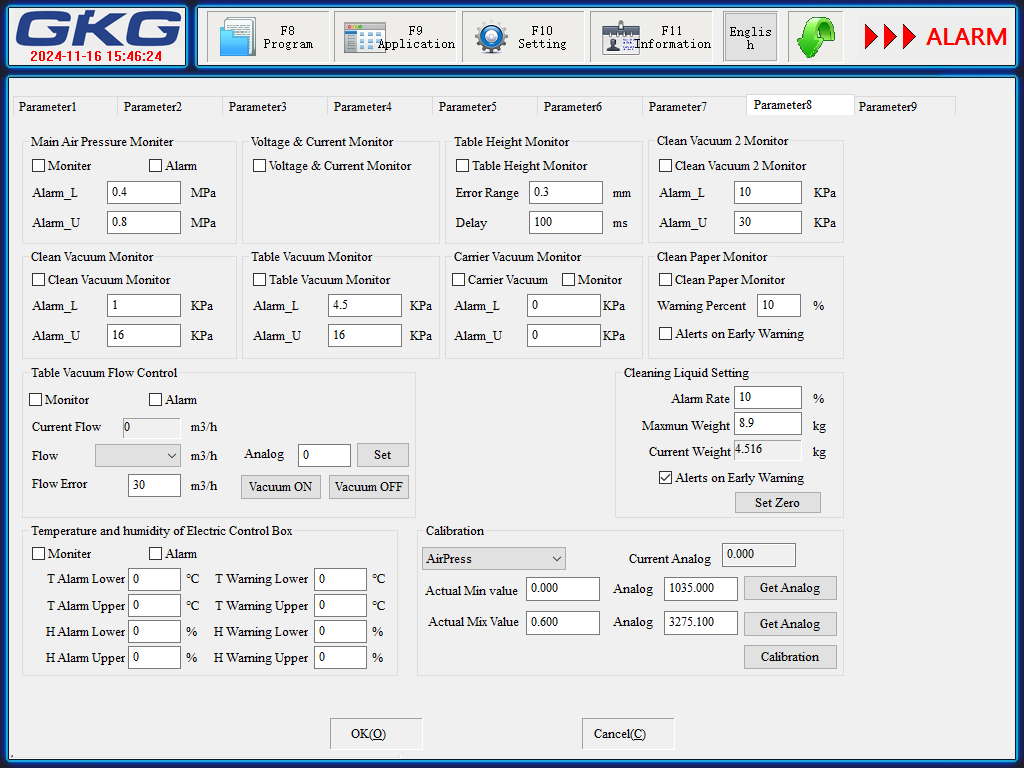 GKG
2024-11-16 15:46:24
F8
Program
F9
Application
F10
Setting
F11
Information
Englis
h
ALARM
Parameter1 Parameter2 Parameter3 Parameter4 Parameter5 Parameter6 Parameter7 Parameter8 Parameter9
Main Air Pressure Moniter
Moniter Alarm
Alarm_L 0.4 MPa
Alarm_U 0.8 MPa
Voltage & Current Monitor
Voltage & Current Monitor
Table Height Monitor
Table Height Monitor
Error Range 0.3 mm
Delay 100 ms
Clean Vacuum 2 Monitor
Clean Vacuum 2 Monitor
Alarm_L 10 KPa
Alarm_U 30 KPa
Clean Vacuum Monitor
Clean Vacuum Monitor
Alarm_L 1 KPa
Alarm_U 16 KPa
Table Vacuum Monitor
Table Vacuum Monitor
Alarm_L 4.5 KPa
Alarm_U 16 KPa
Carrier Vacuum Monitor
Carrier Vacuum Monitor
Alarm_L 0 KPa
Alarm_U 0 KPa
Clean Paper Monitor
Clean Paper Monitor
Warning Percent 10 %
Alerts on Early Warning
Table Vacuum Flow Control
Monitor Alarm
Current Flow 0 m3/h
Flow m3/h Analog 0 Set
Flow Error 30 m3/h Vacuum ON Vacuum OFF
Cleaning Liquid Setting
Alarm Rate 10 %
Maxmun Weight 8.9 kg
Current Weight 4.516 kg
Alerts on Early Warning
Set Zero
Temperature and humidity of Electric Control Box
Moniter Alarm
T Alarm Lower 0 °C T Warning Lower 0 °C
T Alarm Upper 0 °C T Warning Upper 0 °C
H Alarm Lower 0 % H Warning Lower 0 %
H Alarm Upper 0 % H Warning Upper 0 %
Calibration
AirPress Current Analog 0.000
Actual Min value 0.000 Analog 1035.000 Get Analog
Actual Mix Value 0.600 Analog 3275.100 Get Analog
Calibration
OK(O) Cancel(C)